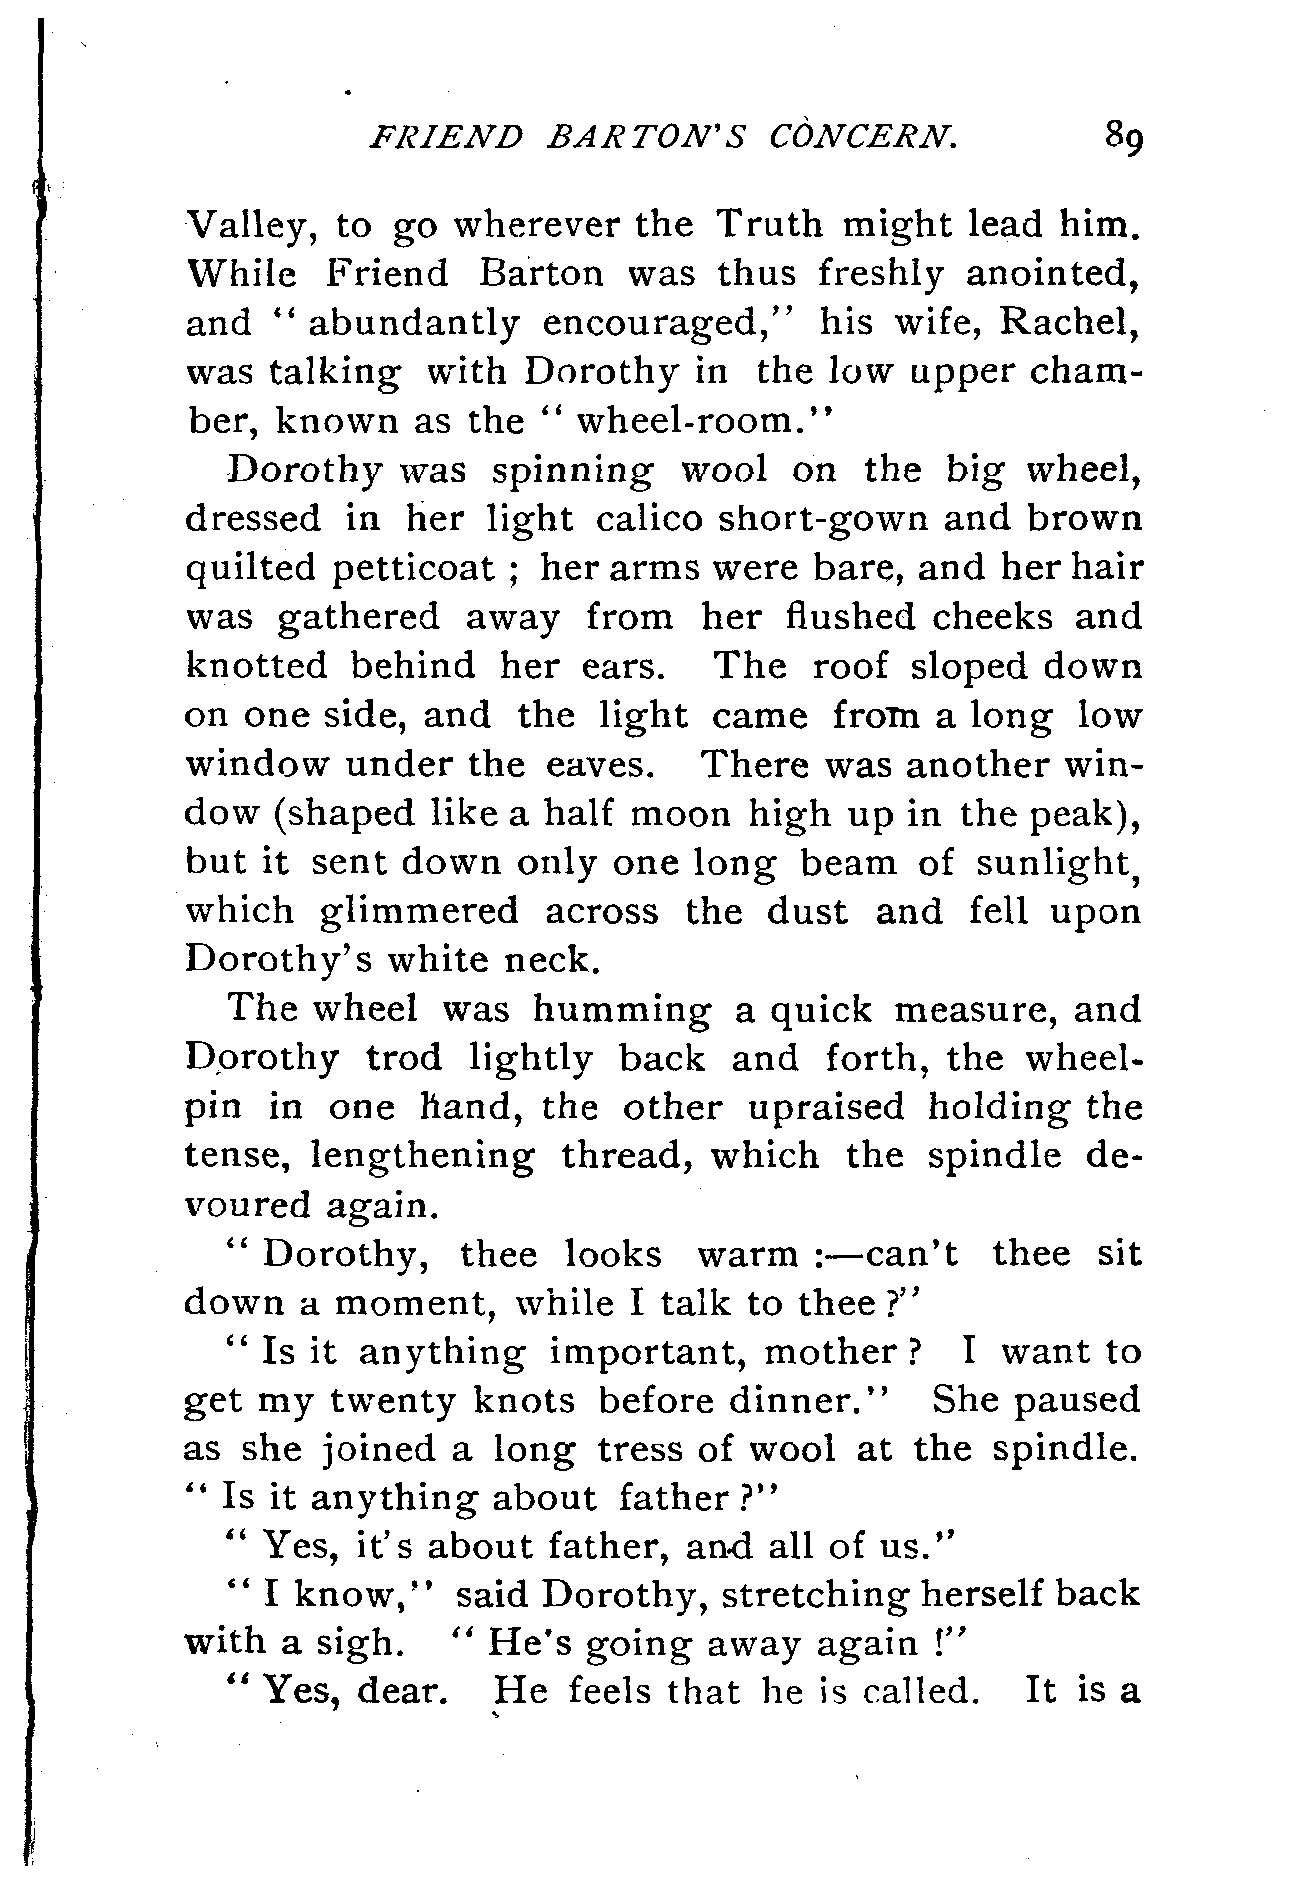 FRIEND BARTON'S CONCERN. 89
Valley, to go wherever the Truth might lead him.
While Friend Barton was thus freshly anointed,
and " abundantly encouraged," his wife, Rachel,
was talking with Dorothy in the low upper cham-
ber, known as the " wheel-room."
Dorothy was spinning wool on the big wheel,
dressed in her light calico short-gown and brown
quilted petticoat ; her arms were bare, and her hair
was gathered away from her flushed cheeks and
knotted behind her ears. The roof sloped down
on one side, and the light came from a long low
window under the eaves. There was another win-
dow (shaped like a half moon high up in the peak),
but it sent down only one long beam of sunlight,
which glimmered across the dust and fell upon
Dorothy's white neck.
The wheel was humming a quick measure, and
Dorothy trod lightly back and forth, the wheel-
pin in one hand, the other upraised holding the
tense, lengthening thread, which the spindle de-
voured again.
" Dorothy, thee looks warm :—can't thee sit
down a moment, while I talk to thee ?"
" Is it anything important, mother ? I want to
get my twenty knots before dinner." She paused
as she joined a long tress of wool at the spindle.
" Is it anything about father ?"
" Yes, it's about father, and all of us."
" I know," said Dorothy, stretching herself back
with a sigh. " He's going away again !"
" Yes, dear. He feels that he is called. It is a